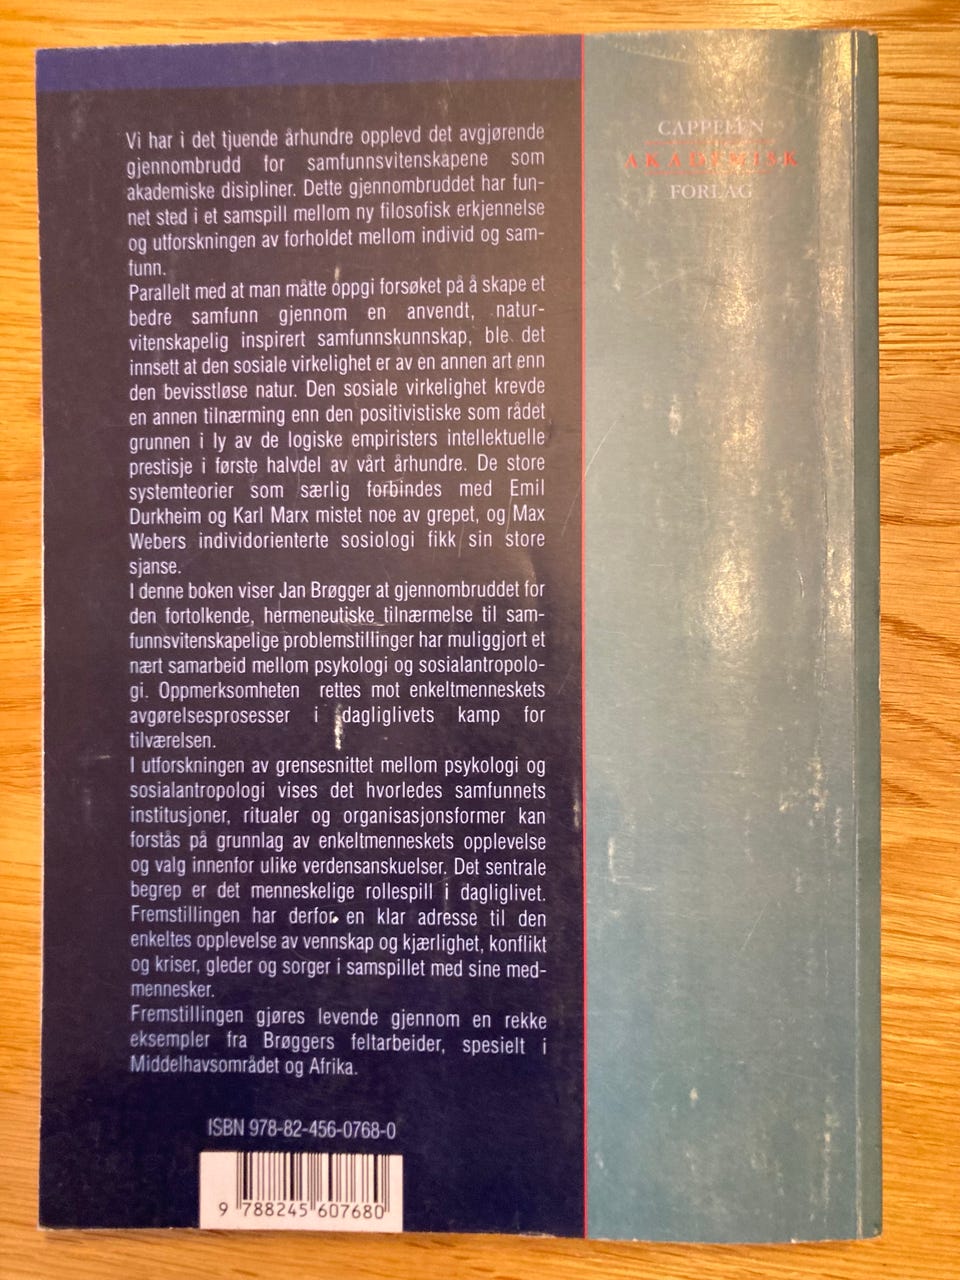 Vi har i det tjuende århundre opplevd det avgjørende
gjennombrudd for samfunnsvitenskapene som
akademiske disipliner. Dette gjennombruddet har fun-
net sted i et samspill mellom ny filosofisk erkjennelse
og utforskningen av forholdet mellom individ og sam-
funn.
Parallelt med at man måtte oppgi forsøket på å skape et
bedre samfunn gjennom en anvendt, natur-
vitenskapelig inspirert samfunnskunnskap, ble det
innsett at den sosiale virkelighet er av en annen art enn
den bevisstløse natur. Den sosiale virkelighet krevde
en annen tilnærming enn den positivistiske som rådet
grunnen i ly av de logiske empiristers intellektuelle
prestisje i første halvdel av vårt århundre. De store
systemteorier som særlig forbindes med Emil
Durkheim og Karl Marx mistet noe av grepet, og Max
Webers individorienterte sosiologi fikk sin store
sjanse.
I denne boken viser Jan Brøgger at gjennombruddet for
den fortolkende, hermeneutiske tilnærmelse til sam-
funnsvitenskapelige problemstillinger har muliggjort et
nært samarbeid mellom psykologi og sosialantropolo-
gi. Oppmerksomheten rettes mot enkeltmenneskets
avgørelsesprosesser i dagliglivets kamp for
tilværelsen.
I utforskningen av grensesnittet mellom psykologi og
sosialantropologi vises det hvorledes samfunnets
institusjoner, ritualer og organisasjonsformer kan
forstås på grunnlag av enkeltmenneskets opplevelse
og valg innenfor ulike verdensanskuelser. Det sentrale
begrep er det menneskelige rollespill i dagliglivet.
Fremstillingen har derfor en klar adresse til den
enkeltes opplevelse av vennskap og kjærlighet, konflikt
og kriser, gleder og sorger i samspillet med sine med-
mennesker.
Fremstillingen gjøres levende gjennom en rekke
eksempler fra Brøggers feltarbeider, spesielt i
Middelhavsområdet og Afrika.
ISBN 978-82-456-0768-0
9 788245 607680
CAPPELEN
AKADEMISK
FORLAG